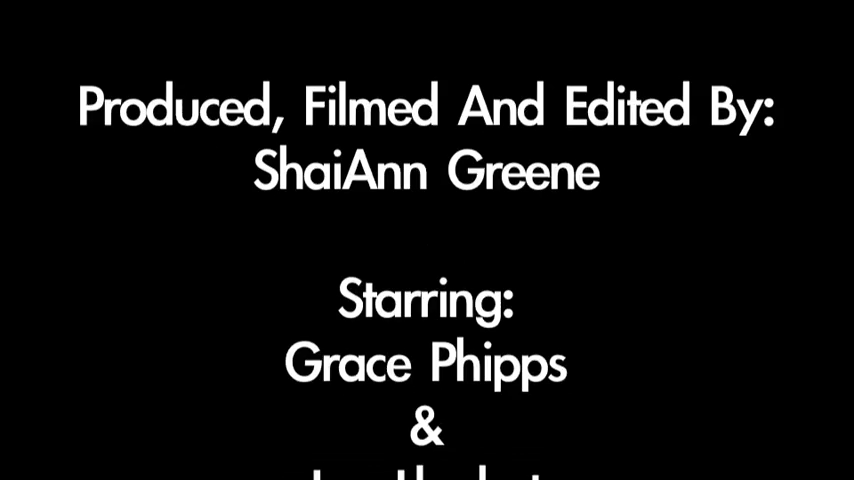 Produced, Filmed And Edited By:
ShaiAnn Greene
Starring:
Grace Phipps
&